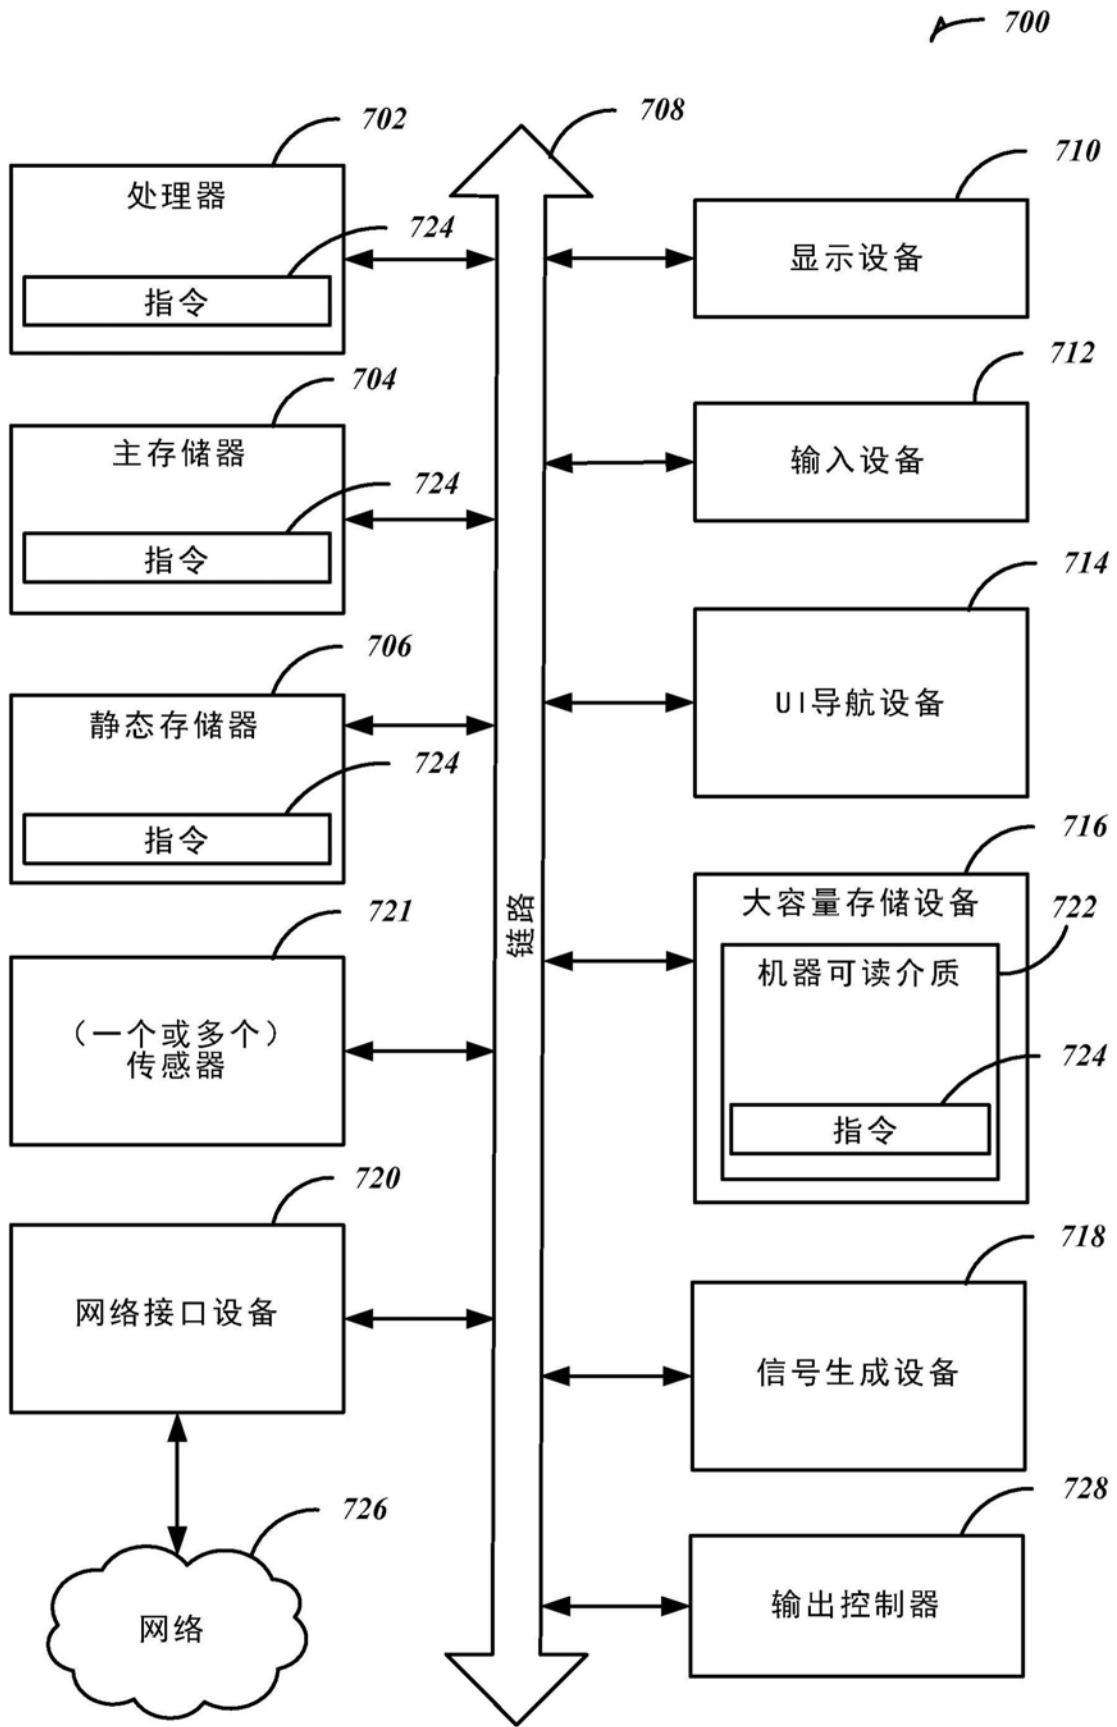 700
702
处理器
724
指令
704
主存储器
724
指令
706
静态存储器
724
指令
721
（一个或多个）
传感器
720
网络接口设备
726
网络
708
链路
710
显示设备
712
输入设备
714
UI导航设备
716
大容量存储设备
722
机器可读介质
724
指令
718
信号生成设备
728
输出控制器